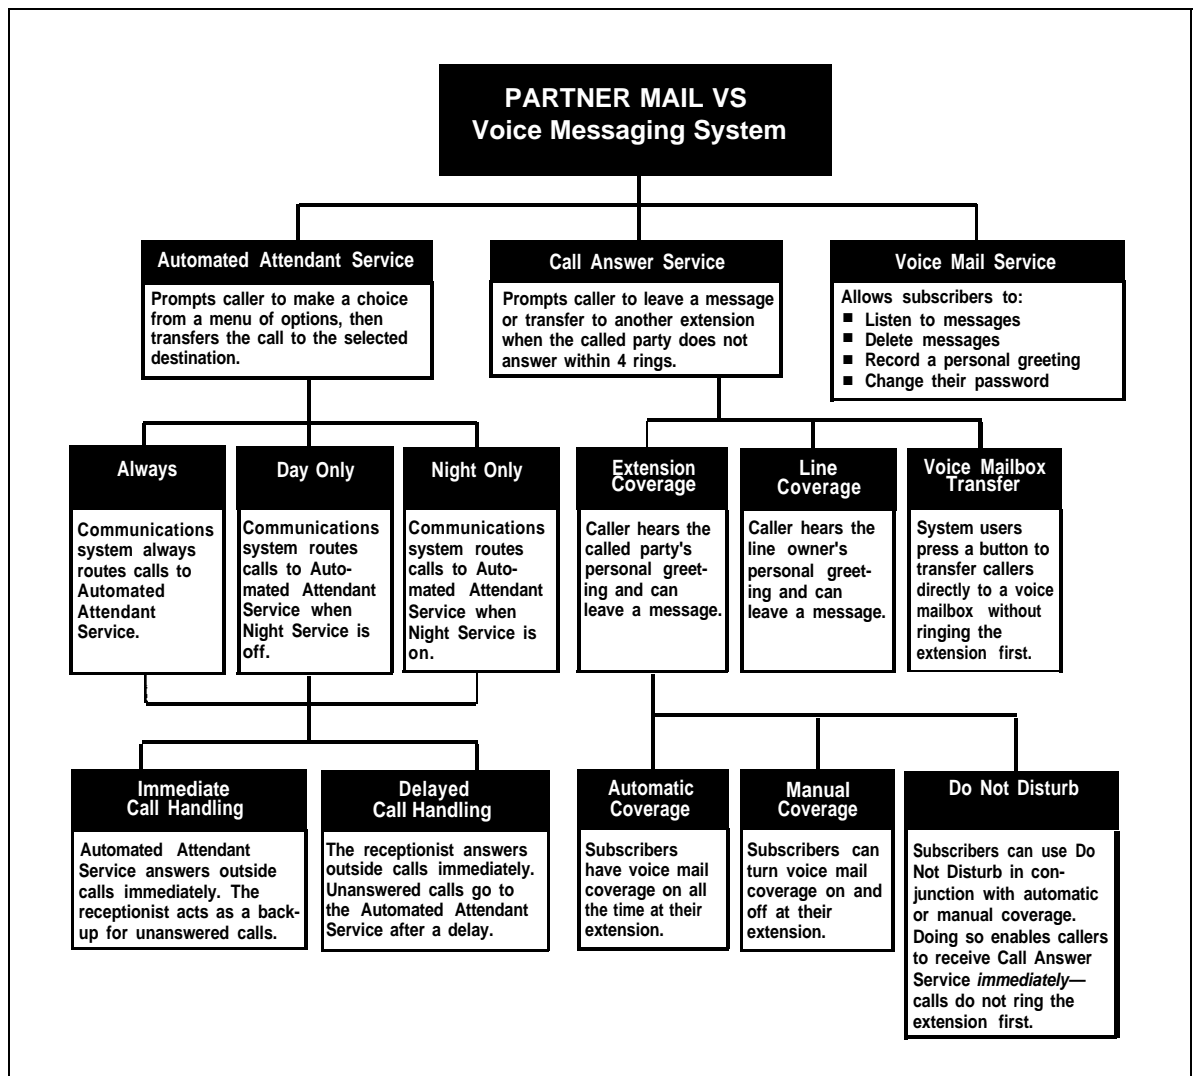 PARTNER MAIL VS
Voice Messaging System
Automated Attendant Service
Prompts caller to make a choice
from a menu of options, then
transfers the call to the selected
destination.
Call Answer Service
Prompts caller to leave a message
or transfer to another extension
when the called party does not
answer within 4 rings.
Voice Mail Service
Allows subscribers to:
■ Listen to messages
■ Delete messages
■ Record a personal greeting
■ Change their password
Always
Communications
system always
routes calls to
Automated
Attendant
Service.
Day Only
Communications
system routes
calls to Auto-
mated Attendant
Service when
Night Service is
off.
Night Only
Communications
system routes
calls to Auto-
mated Attendant
Service when
Night Service is
on.
Extension
Coverage
Caller hears the
called party's
personal greet-
ing and can
leave a message.
Line
Coverage
Caller hears the
line owner's
personal greet-
ing and can
leave a message.
Voice Mailbox
Transfer
System users
press a button to
transfer callers
directly to a voice
mailbox without
ringing the
extension first.
Immediate
Call Handling
Automated Attendant
Service answers outside
calls immediately. The
receptionist acts as a back-
up for unanswered calls.
Delayed
Call Handling
The receptionist answers
outside calls immediately.
Unanswered calls go to
the Automated Attendant
Service after a delay.
Automatic
Coverage
Subscribers
have voice mail
coverage on all
the time at their
extension.
Manual
Coverage
Subscribers can
turn voice mail
coverage on and
off at their
extension.
Do Not Disturb
Subscribers can use Do
Not Disturb in con-
junction with automatic
or manual coverage.
Doing so enables callers
to receive Call Answer
Service immediately—
calls do not ring the
extension first.